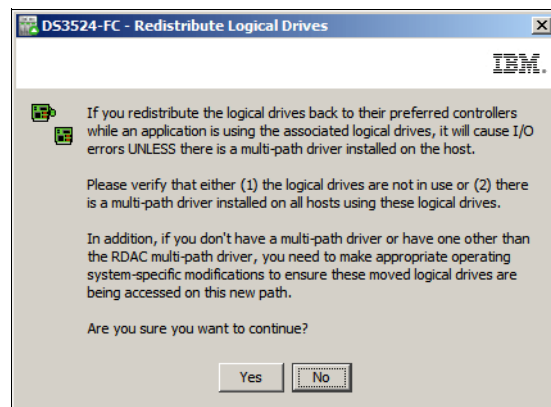 DS3524-FC - Redistribute Logical Drives
IBM.
If you redistribute the logical drives back to their preferred controllers
while an application is using the associated logical drives, it will cause I/O
errors UNLESS there is a multi-path driver installed on the host.
Please verify that either (1) the logical drives are not in use or (2) there
is a multi-path driver installed on all hosts using these logical drives.
In addition, if you don't have a multi-path driver or have one other than
the RDAC multi-path driver, you need to make appropriate operating
system-specific modifications to ensure these moved logical drives are
being accessed on this new path.
Are you sure you want to continue?
Yes No